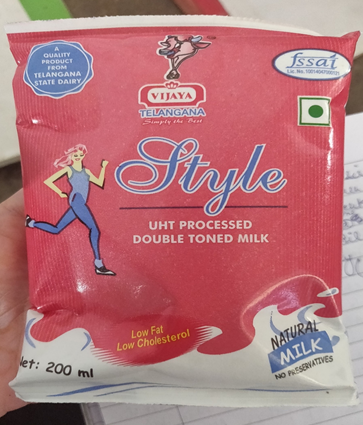 A
QUALITY
PRODUCT
FROM
TELANGANA
STATE DAIRY
fssai
VIJAYA
TELANGANA
Simply the Best
Style
UHT PROCESSED
DOUBLE TONED MILK
Low Fat
Low Cholesterol
NATURAL
MILK
NO PRESERVATIVES
et: 200 ml